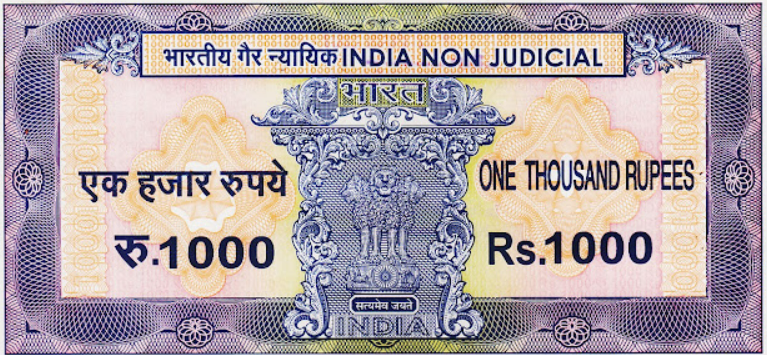 भारतीय गैर न्यायिक INDIA NON JUDICIAL
भारत
एक हजार रुपये
रु.1000
ONE THOUSAND RUPEES
Rs.1000
सत्यमेव जयते
INDIA